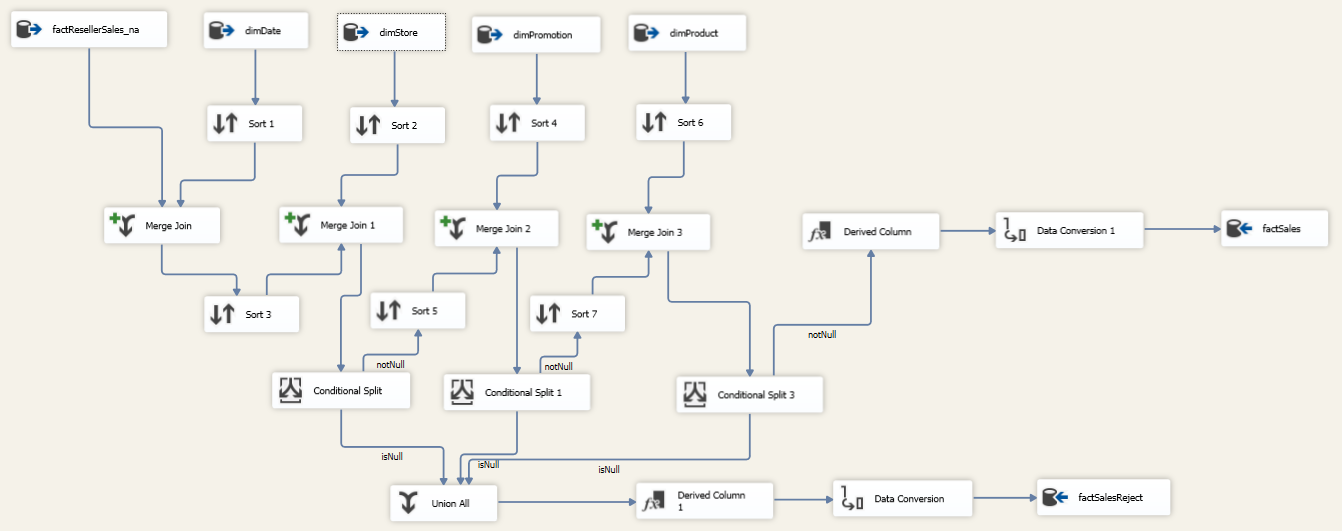 factResellerSales_na
dimDate
dimStore
dimPromotion
dimProduct
Sort 1
Sort 2
Sort 4
Sort 6
Merge Join
Merge Join 1
Merge Join 2
Merge Join 3
Derived Column
Data Conversion 1
factSales
Sort 3
Sort 5
Sort 7
notNull
notNull
notNull
Conditional Split
Conditional Split 1
Conditional Split 3
isNull
isNull
isNull
Union All
Derived Column
1
Data Conversion
factSalesReject